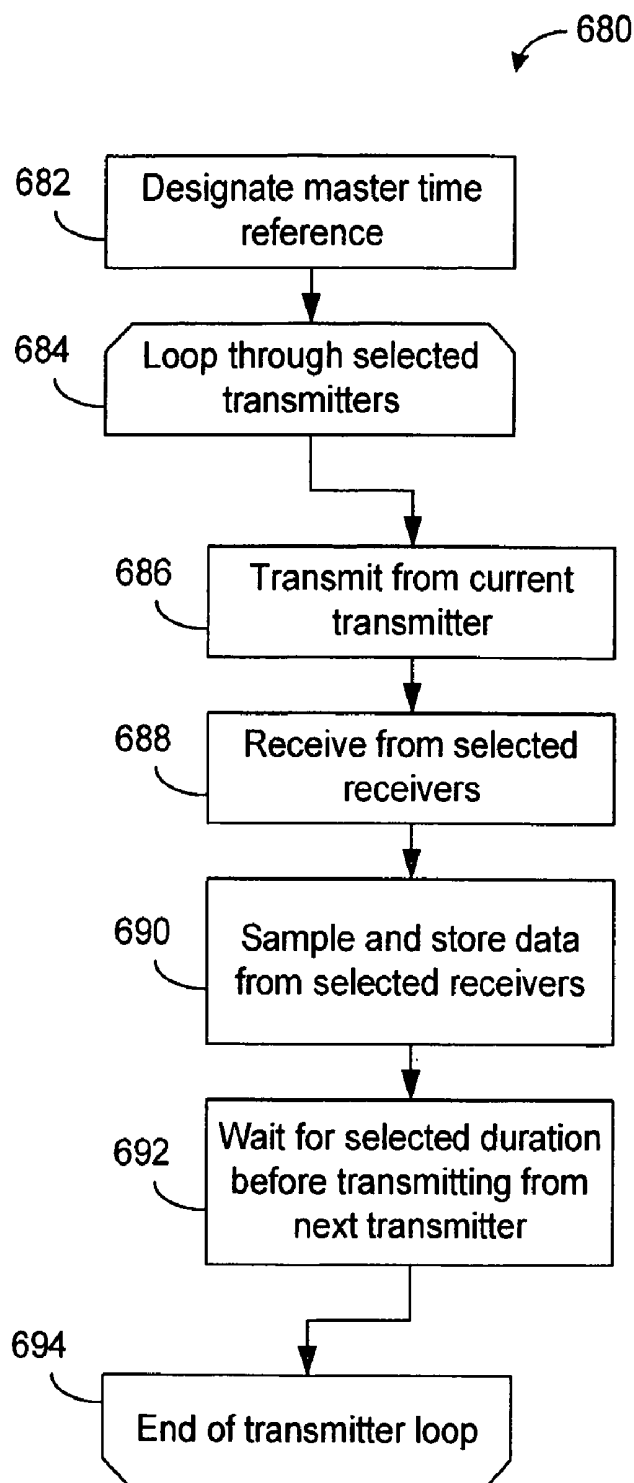 680
682
Designate master time
reference
684
Loop through selected
transmitters
686
Transmit from current
transmitter
688
Receive from selected
receivers
690
Sample and store data
from selected receivers
692
Wait for selected duration
before transmitting from
next transmitter
694
End of transmitter loop